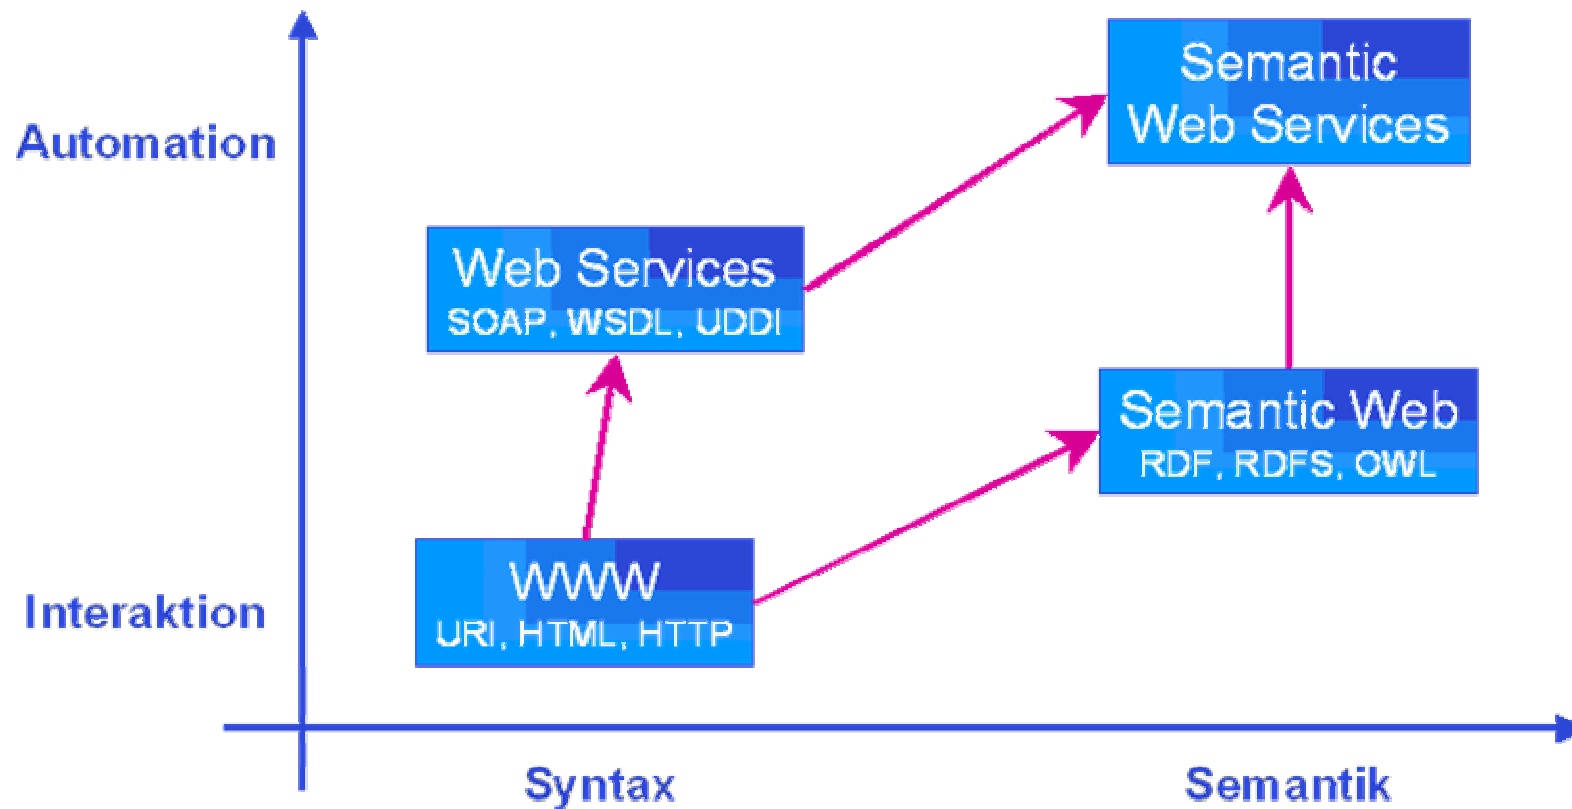 Automation
Semantic
Web Services
Web Services
SOAP, WSDL, UDDI
Semantic Web
RDF, RDFS, OWL
Interaktion
WWW
URI, HTML, HTTP
Syntax
Semantik